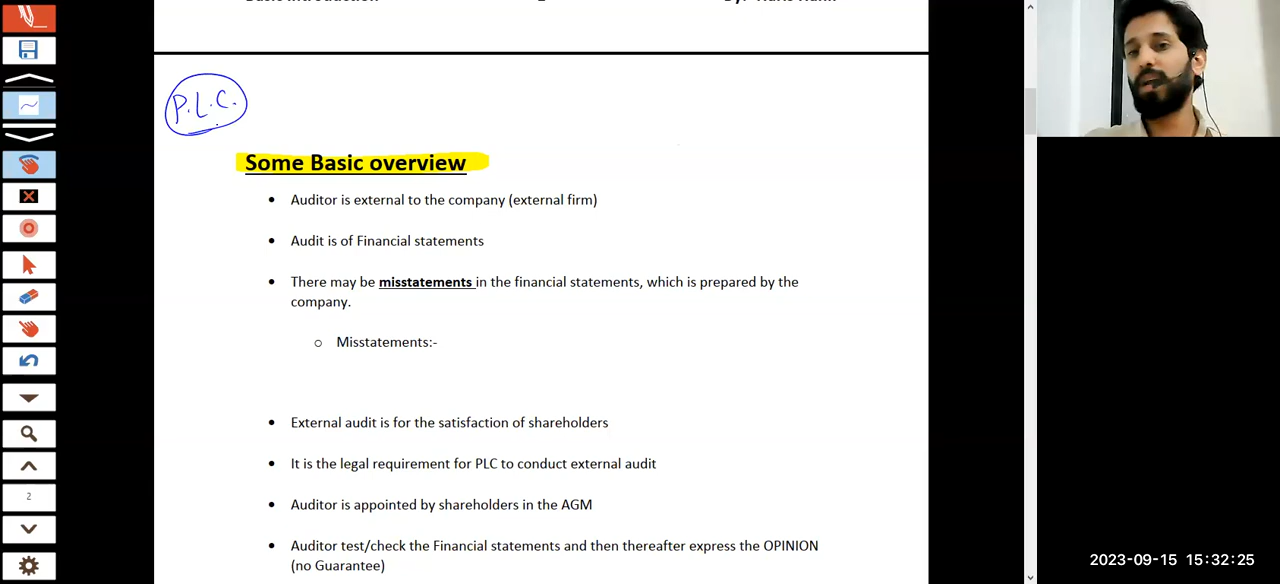 P.L.C.
Some Basic overview
• Auditor is external to the company (external firm)
• Audit is of Financial statements
• There may be misstatements in the financial statements, which is prepared by the
company.
o Misstatements:-
• External audit is for the satisfaction of shareholders
• It is the legal requirement for PLC to conduct external audit
• Auditor is appointed by shareholders in the AGM
• Auditor test/check the Financial statements and then thereafter express the OPINION
(no Guarantee)
2
2023-09-15 15:32:25